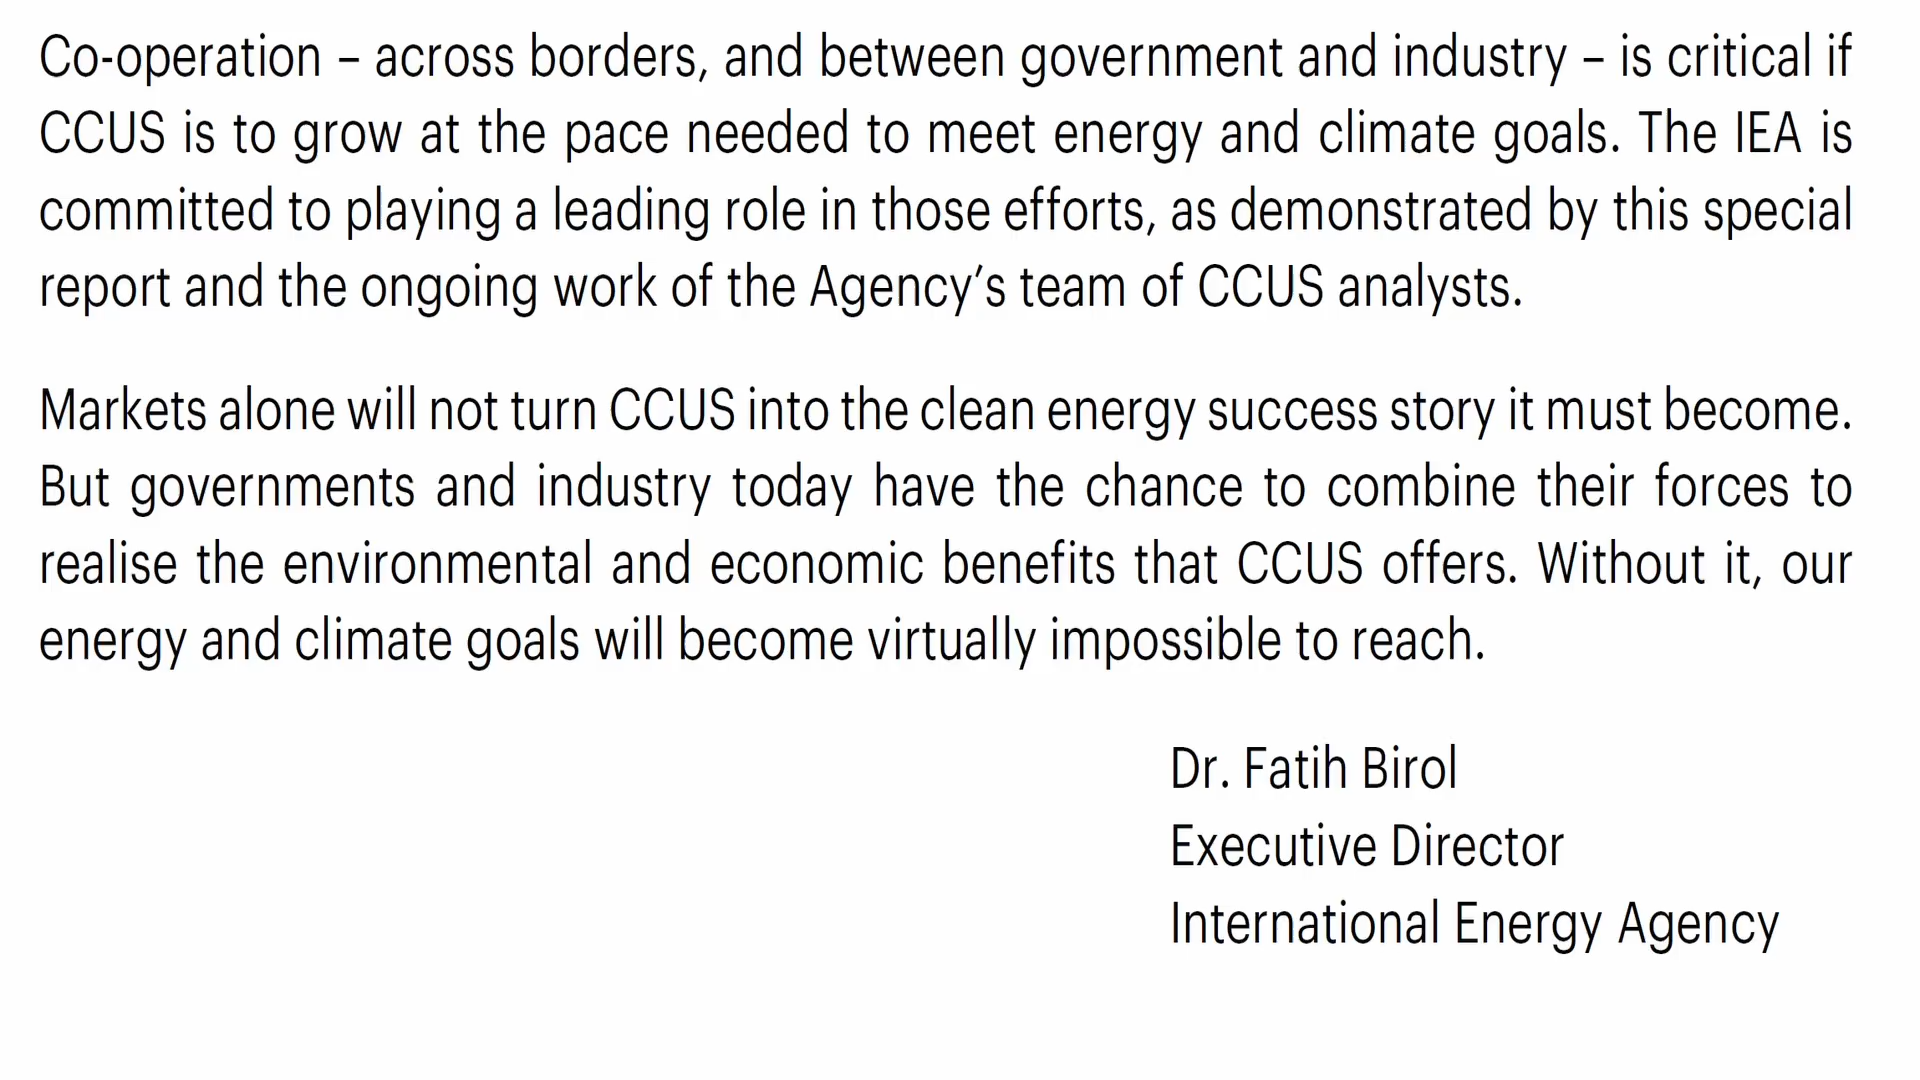 Co-operation – across borders, and between government and industry – is critical if
CCUS is to grow at the pace needed to meet energy and climate goals. The IEA is
committed to playing a leading role in those efforts, as demonstrated by this special
report and the ongoing work of the Agency’s team of CCUS analysts.
Markets alone will not turn CCUS into the clean energy success story it must become.
But governments and industry today have the chance to combine their forces to
realise the environmental and economic benefits that CCUS offers. Without it, our
energy and climate goals will become virtually impossible to reach.
Dr. Fatih Birol
Executive Director
International Energy Agency